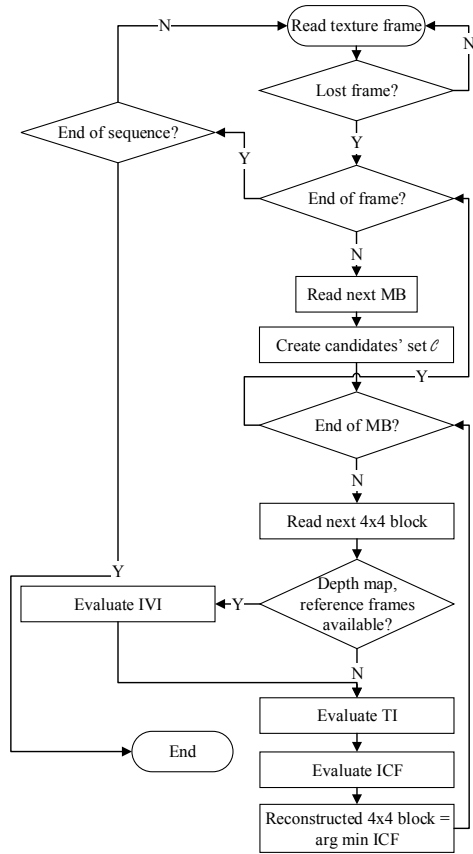 Read texture frame
N
N
Lost frame?
End of sequence?
Y
Y
End of frame?
N
Read next MB
Create candidates' set 𝒞
Y
End of MB?
N
Read next 4x4 block
Y
Depth map,
reference frames
available?
Evaluate IVI
Y
N
Evaluate TI
End
Evaluate ICF
Reconstructed 4x4 block =
arg min ICF